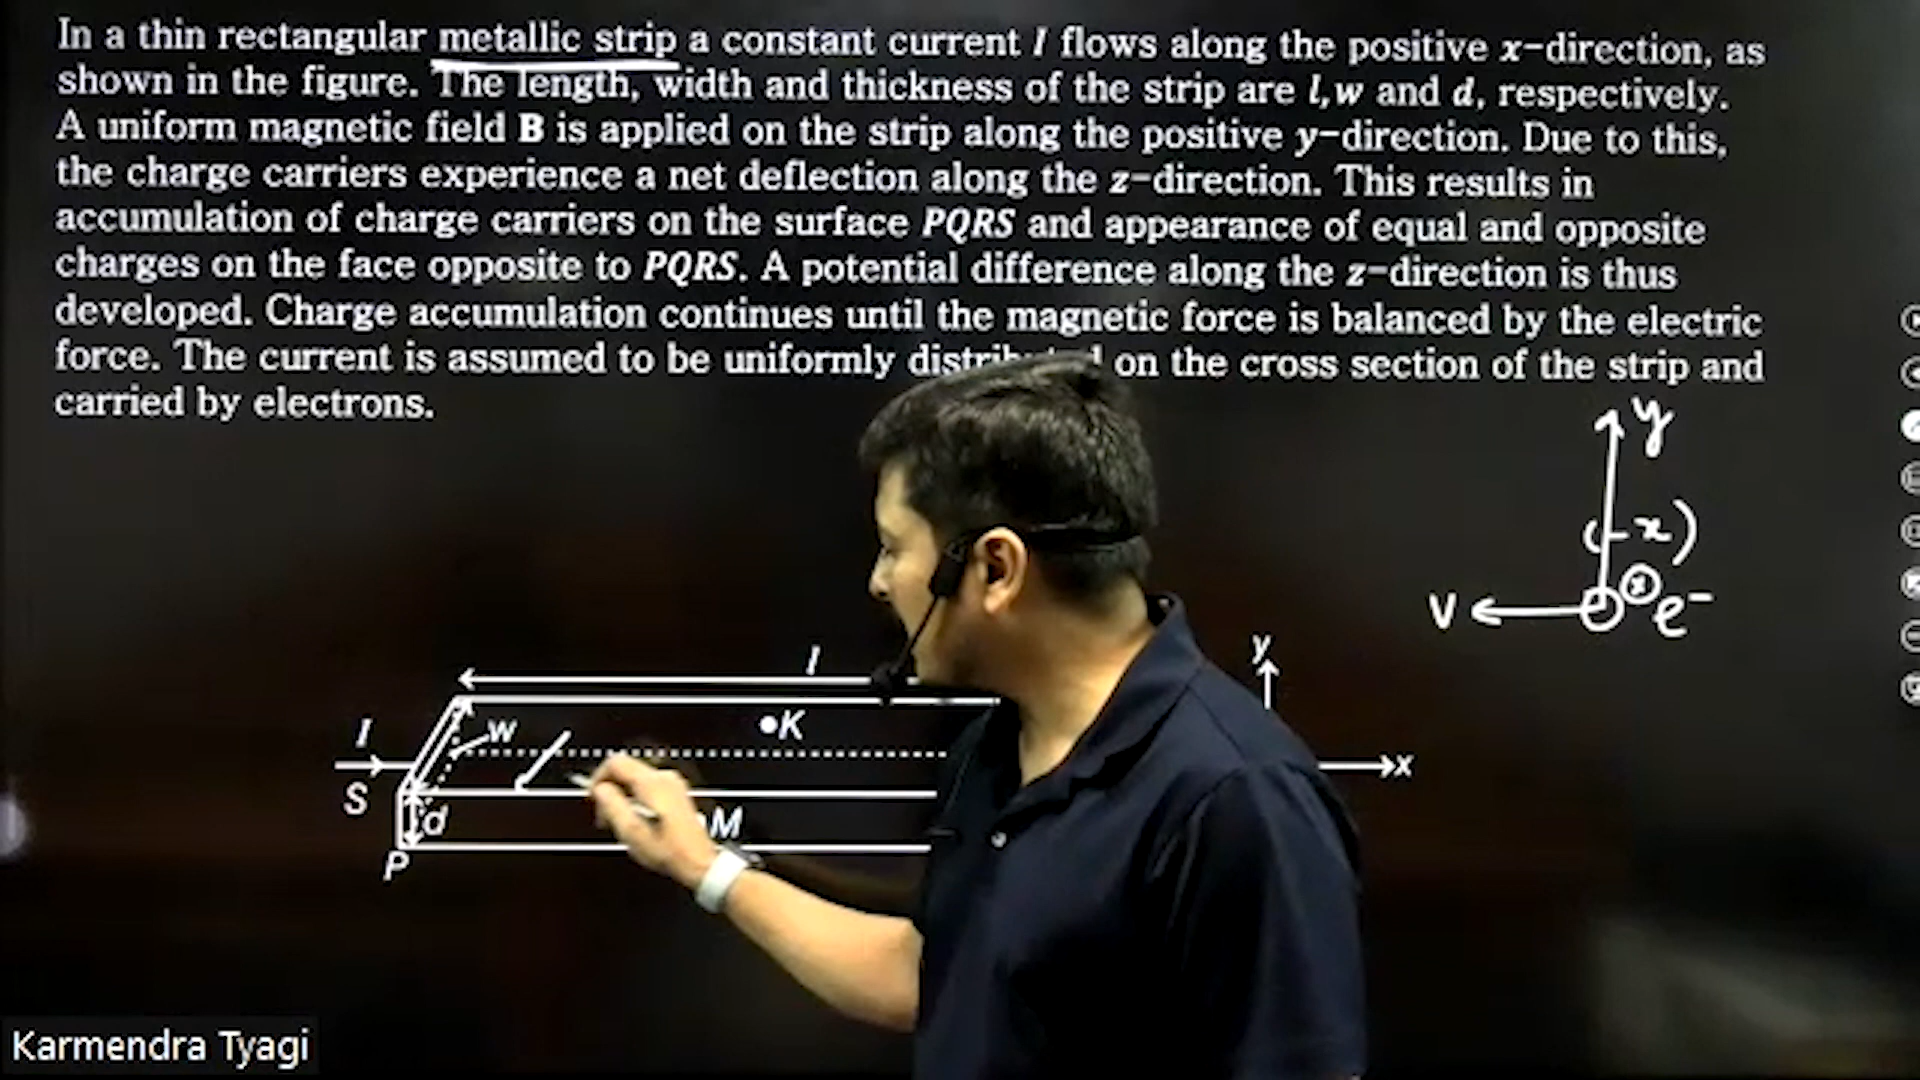 In a thin rectangular metallic strip a constant current I flows along the positive x-direction, as
shown in the figure. The length, width and thickness of the strip are l,w and d, respectively.
A uniform magnetic field B is applied on the strip along the positive y-direction. Due to this,
the charge carriers experience a net deflection along the z-direction. This results in
accumulation of charge carriers on the surface PQRS and appearance of equal and opposite
charges on the face opposite to PQRS. A potential difference along the z-direction is thus
developed. Charge accumulation continues until the magnetic force is balanced by the electric
force. The current is assumed to be uniformly on the cross section of the strip and
carried by electrons.
y
(-x)
V
e-
l
y
I
w
K
x
S
d
M
P
Karmendra Tyagi